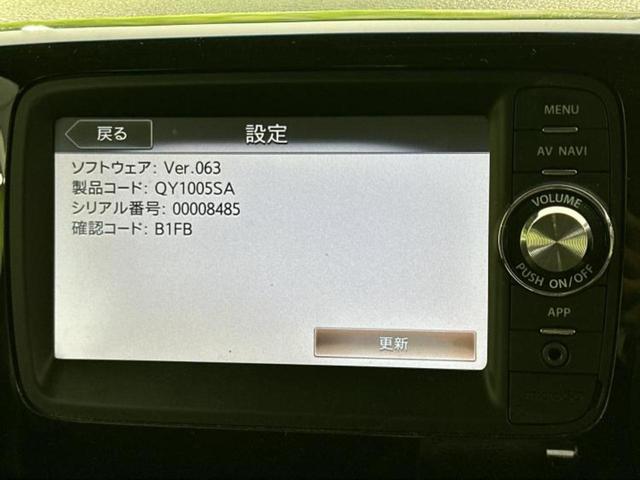 戻る
設定
ソフトウェア: Ver.063
製品コード: QY1005SA
シリアル番号: 00008485
確認コード: B1FB
更新
MENU
AV NAVI
VOLUME
PUSH ON/OFF
APP